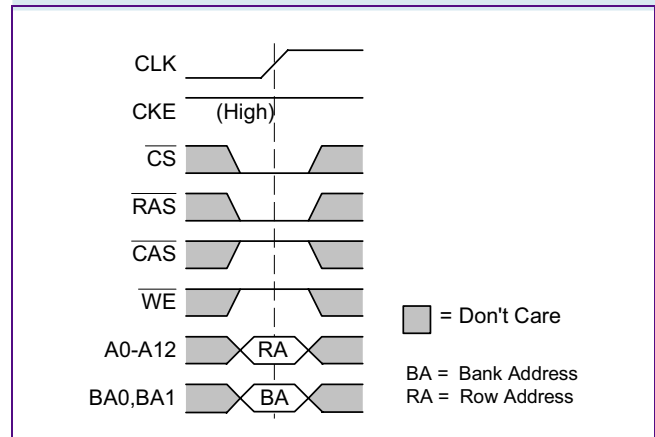 CLK
CKE (High)
CS
RAS
CAS
WE
= Don't Care
A0-A12 RA
BA = Bank Address
BA0,BA1 BA
RA = Row Address